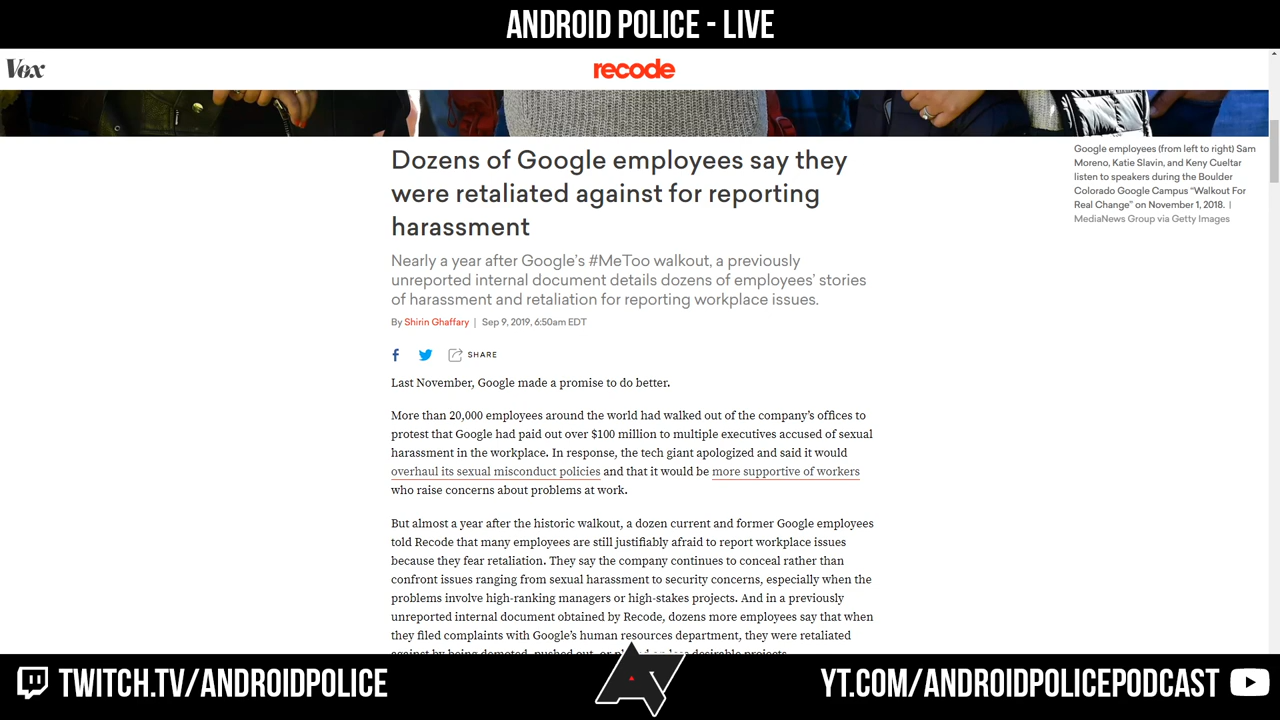 ANDROID POLICE - LIVE
Vox
recode
Google employees (from left to right) Sam
Moreno, Katie Slavin, and Keny Cueltar
listen to speakers during the Boulder
Colorado Google Campus “Walkout For
Real Change” on November 1, 2018. |
MediaNews Group via Getty Images
Dozens of Google employees say they
were retaliated against for reporting
harassment
Nearly a year after Google’s #MeToo walkout, a previously
unreported internal document details dozens of employees’ stories
of harassment and retaliation for reporting workplace issues.
By Shirin Ghaffary | Sep 9, 2019, 6:50am EDT
SHARE
Last November, Google made a promise to do better.
More than 20,000 employees around the world had walked out of the company’s offices to
protest that Google had paid out over $100 million to multiple executives accused of sexual
harassment in the workplace. In response, the tech giant apologized and said it would
overhaul its sexual misconduct policies and that it would be more supportive of workers
who raise concerns about problems at work.
But almost a year after the historic walkout, a dozen current and former Google employees
told Recode that many employees are still justifiably afraid to report workplace issues
because they fear retaliation. They say the company continues to conceal rather than
confront issues ranging from sexual harassment to security concerns, especially when the
problems involve high-ranking managers or high-stakes projects. And in a previously
unreported internal document obtained by Recode, dozens more employees say that when
they filed complaints with Google’s human resources department, they were retaliated
against by being demoted, pushed out, or desirable projects.
TWITCH.TV/ANDROIDPOLICE
YT.COM/ANDROIDPOLICEPODCAST